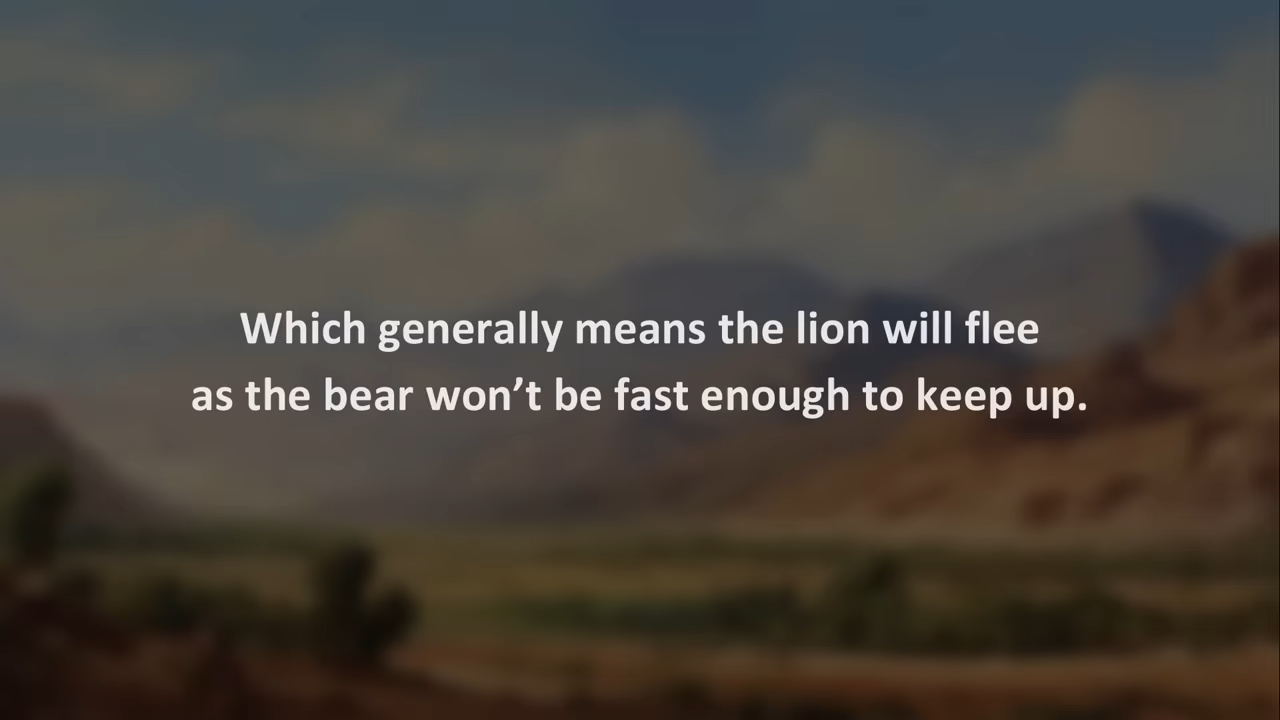 Which generally means the lion will flee
as the bear won’t be fast enough to keep up.